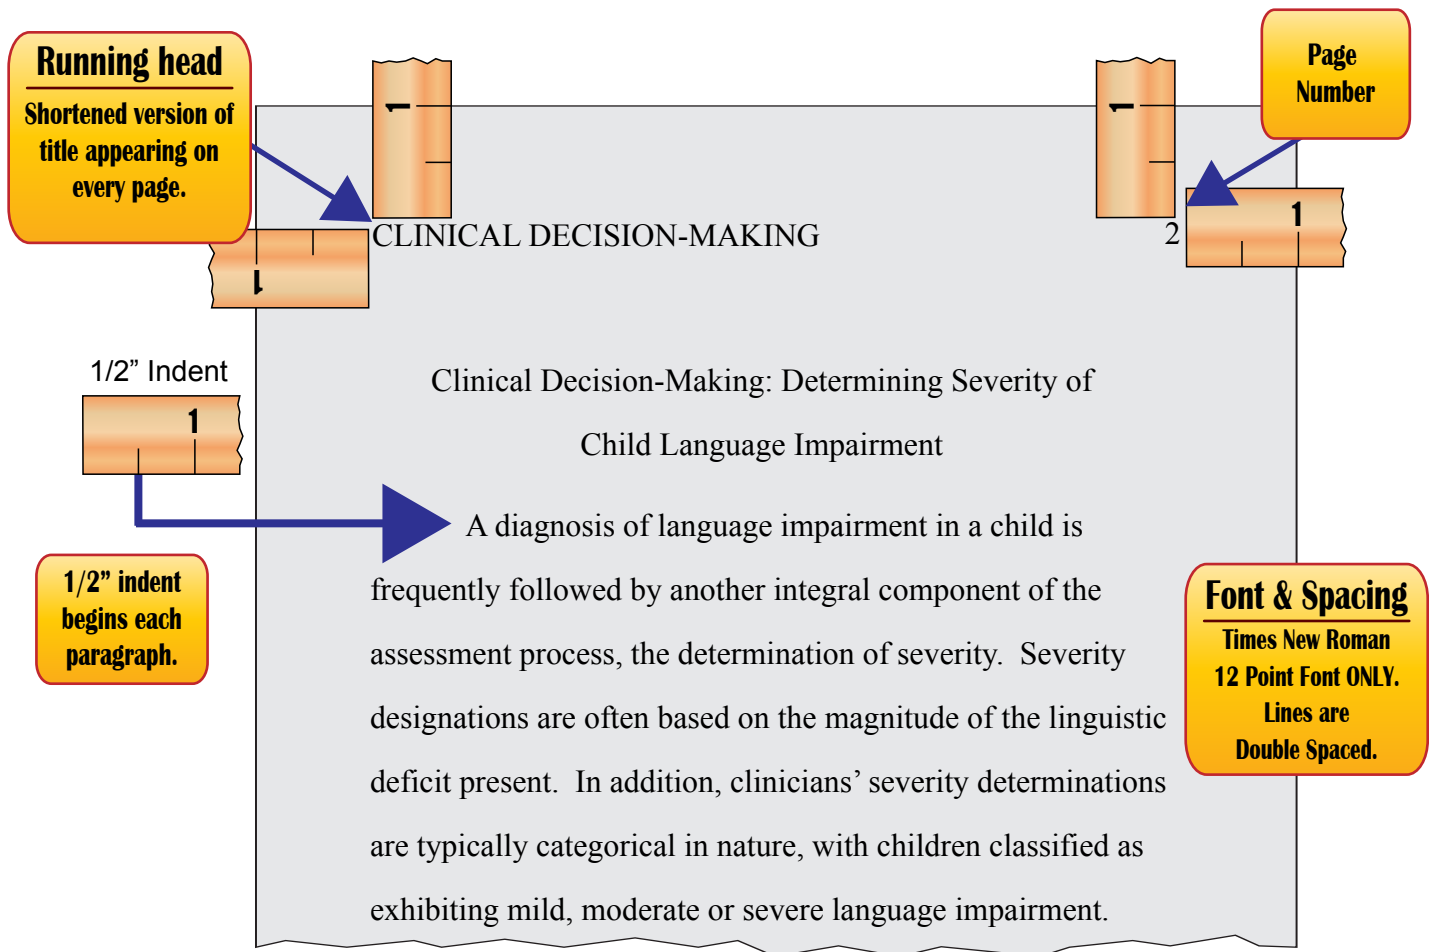 Running head
Shortened version of
title appearing on
every page.
Page
Number
1
1
CLINICAL DECISION-MAKING
2
1
1
1/2” Indent
1
Clinical Decision-Making: Determining Severity of
Child Language Impairment
A diagnosis of language impairment in a child is
frequently followed by another integral component of the
assessment process, the determination of severity.  Severity
designations are often based on the magnitude of the linguistic
deficit present.  In addition, clinicians’ severity determinations
are typically categorical in nature, with children classified as
exhibiting mild, moderate or severe language impairment.
1/2” indent
begins each
paragraph.
Font & Spacing
Times New Roman
12 Point Font ONLY.
Lines are
Double Spaced.